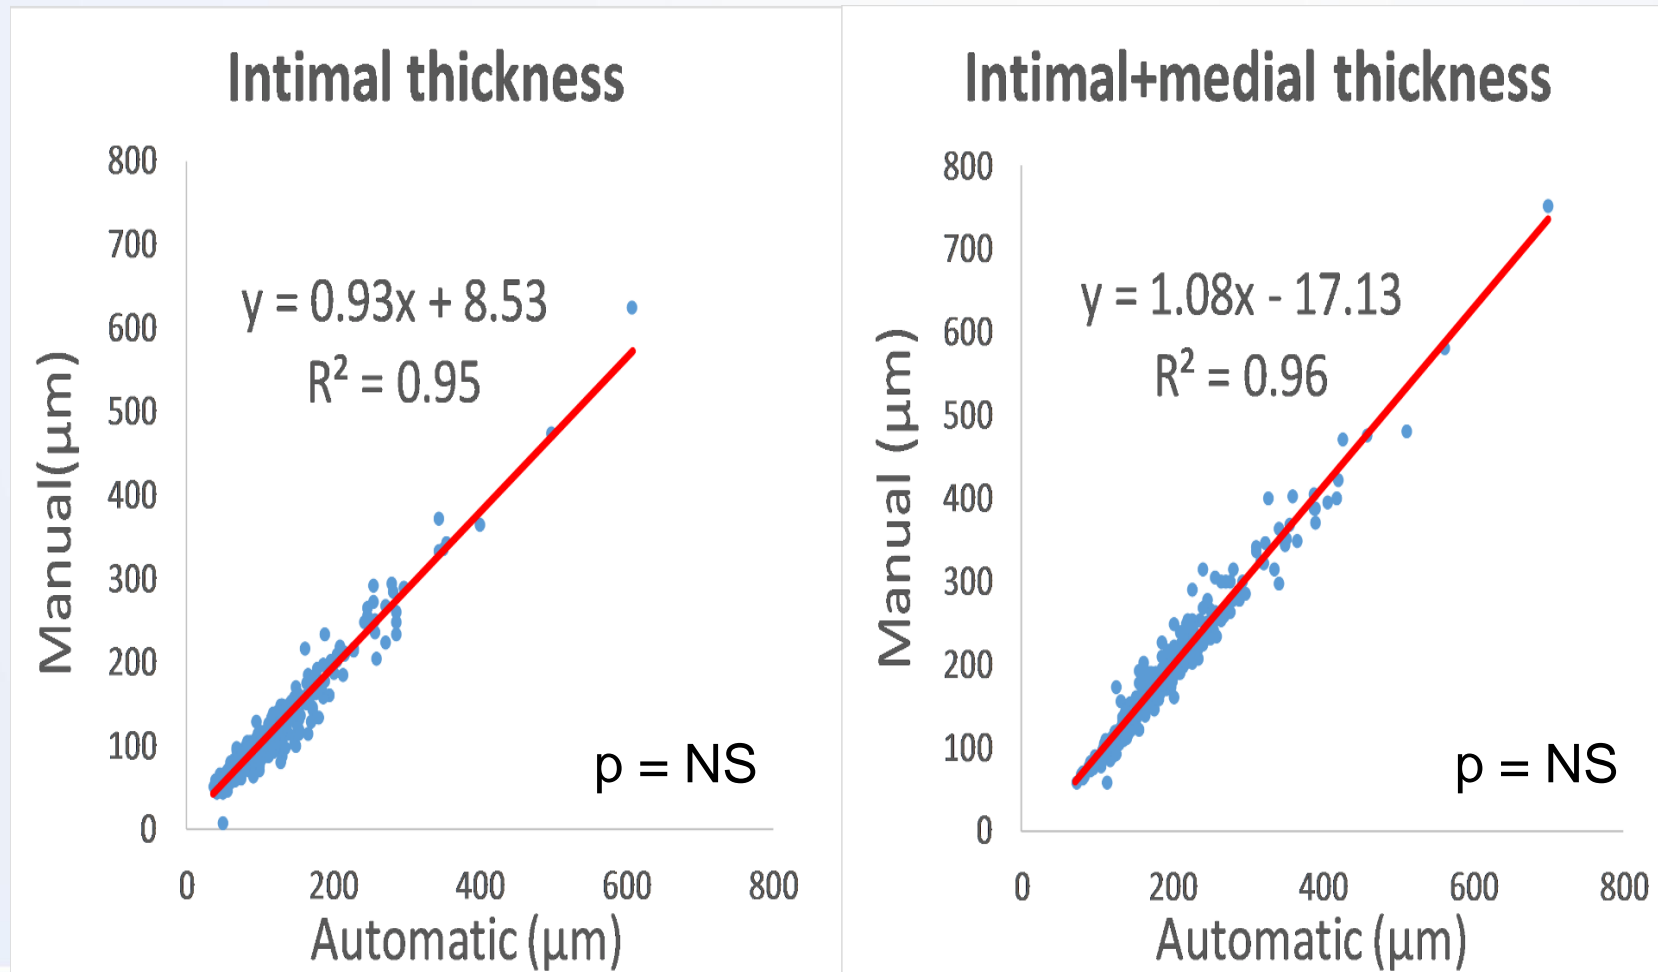 Intimal thickness
800
700
600
500
400
300
200
100
0
y = 0.93x + 8.53
R² = 0.95
p = NS
Manual(µm)
0 200 400 600 800
Automatic (µm)
Intimal+medial thickness
800
700
600
500
400
300
200
100
0
y = 1.08x - 17.13
R² = 0.96
p = NS
Manual (µm)
0 200 400 600 800
Automatic (µm)